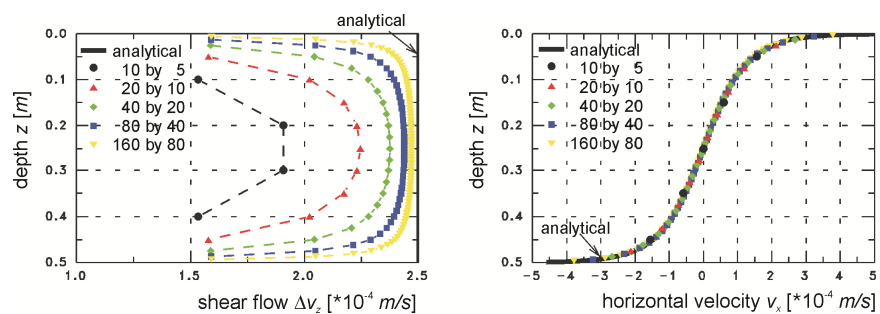 analytical
0.0
0.1
0.2
0.3
0.4
0.5
depth z [m]
analytical
10 by 5
20 by 10
40 by 20
80 by 40
160 by 80
1.0
1.5
2.0
2.5
shear flow Δvz [*10-4 m/s]
0.0
0.1
0.2
0.3
0.4
0.5
depth z [m]
analytical
10 by 5
20 by 10
40 by 20
80 by 40
160 by 80
analytical
-5
-4
-3
-2
-1
0
1
2
3
4
5
horizontal velocity vx [*10-4 m/s]